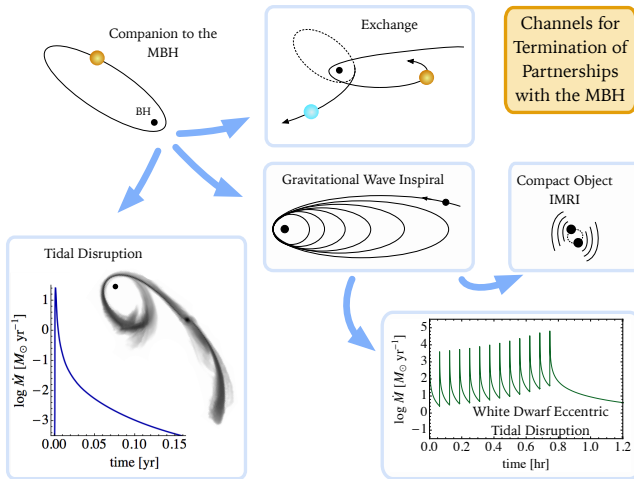 Companion to the
MBH
BH
Exchange
Channels for
Termination of
Partnerships
with the MBH
Gravitational Wave Inspiral
Compact Object
IMRI
Tidal Disruption
log Ṁ [M⊙ yr⁻¹]
1
0
−1
−2
−3
0.00 0.05 0.10 0.15
time [yr]
log Ṁ [M⊙ yr⁻¹]
5
4
3
2
1
0
−1
White Dwarf Eccentric
Tidal Disruption
0.0 0.2 0.4 0.6 0.8 1.0 1.2
time [hr]